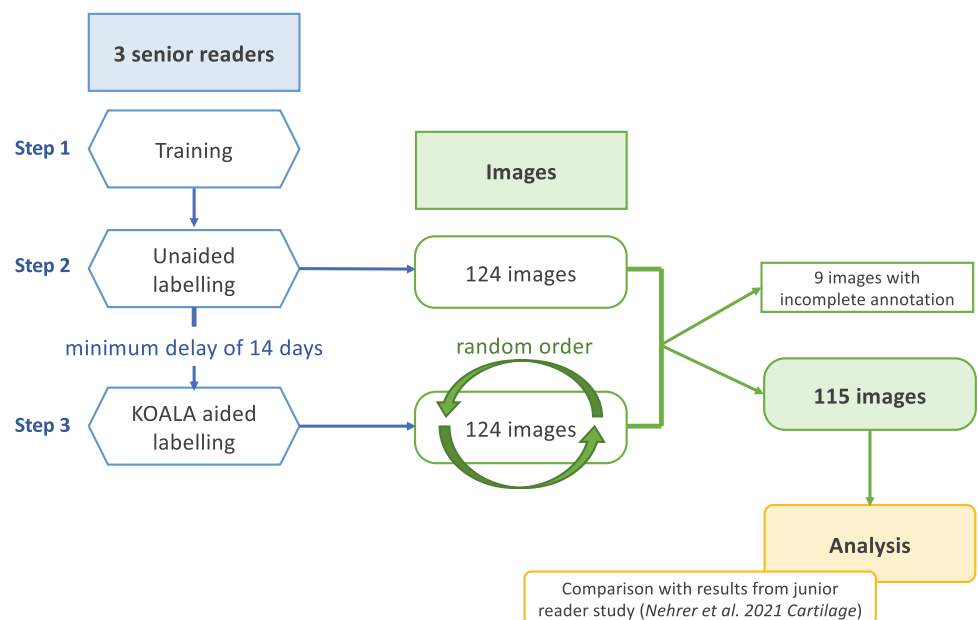 3 senior readers
Step 1
Training
Images
Step 2
Unaided
labelling
124 images
9 images with
incomplete annotation
minimum delay of 14 days
random order
Step 3
KOALA aided
labelling
124 images
115 images
Analysis
Comparison with results from junior
reader study (Nehrer et al. 2021 Cartilage)